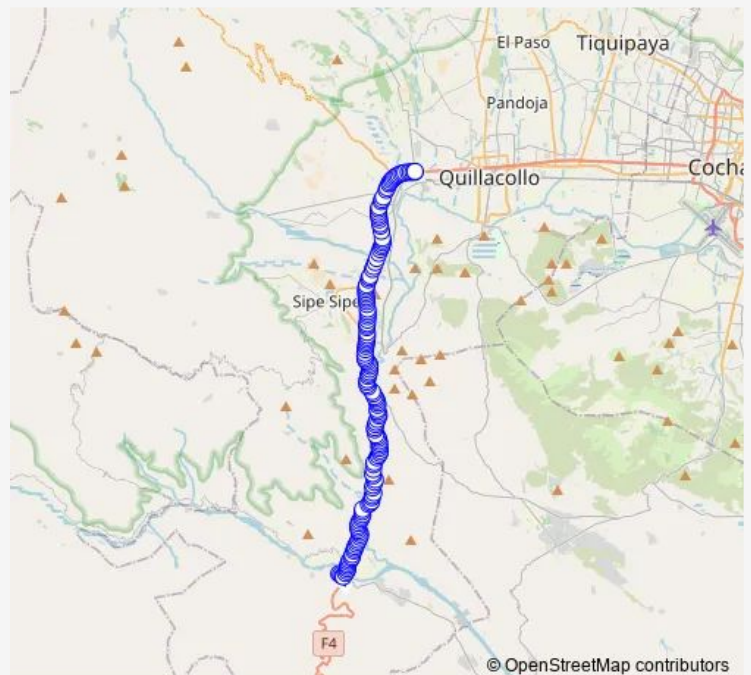 El Paso
Tiquipaya
Pandoja
Quillacollo
Cocha
Sipe Sipe
F4
© OpenStreetMap contributors